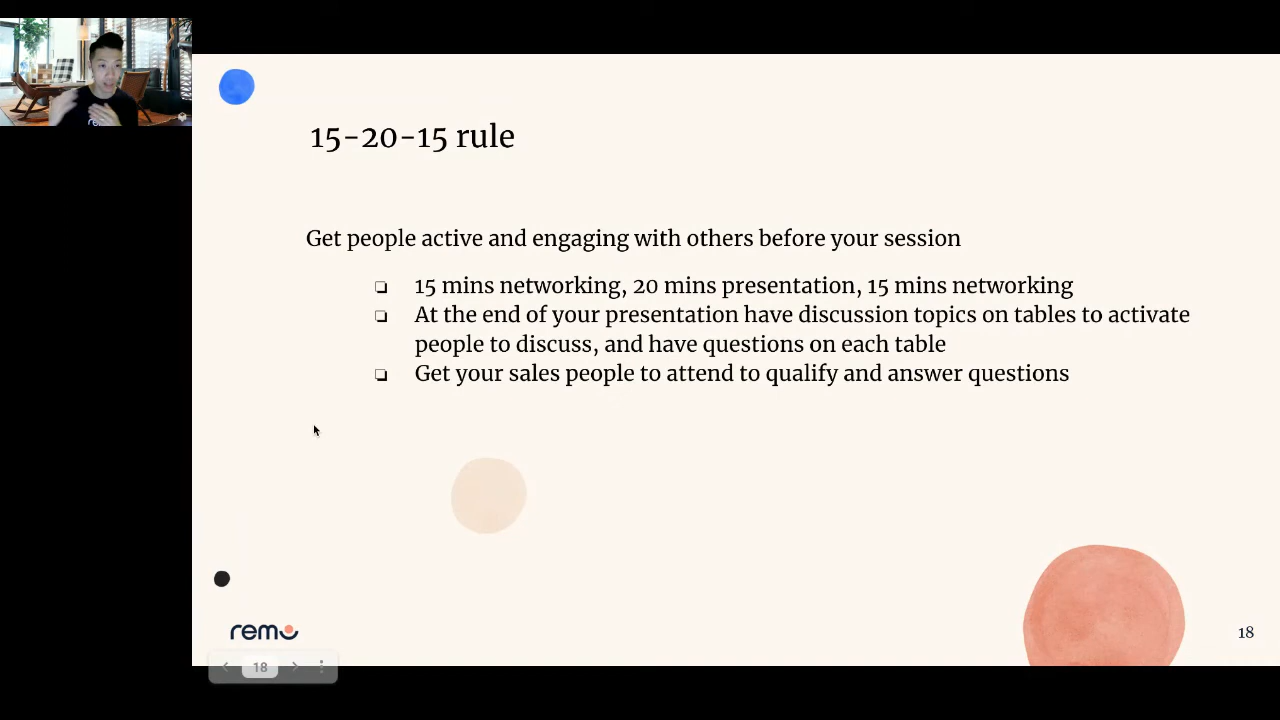 15-20-15 rule
Get people active and engaging with others before your session
15 mins networking, 20 mins presentation, 15 mins networking
At the end of your presentation have discussion topics on tables to activate
people to discuss, and have questions on each table
Get your sales people to attend to qualify and answer questions
remo
18
18